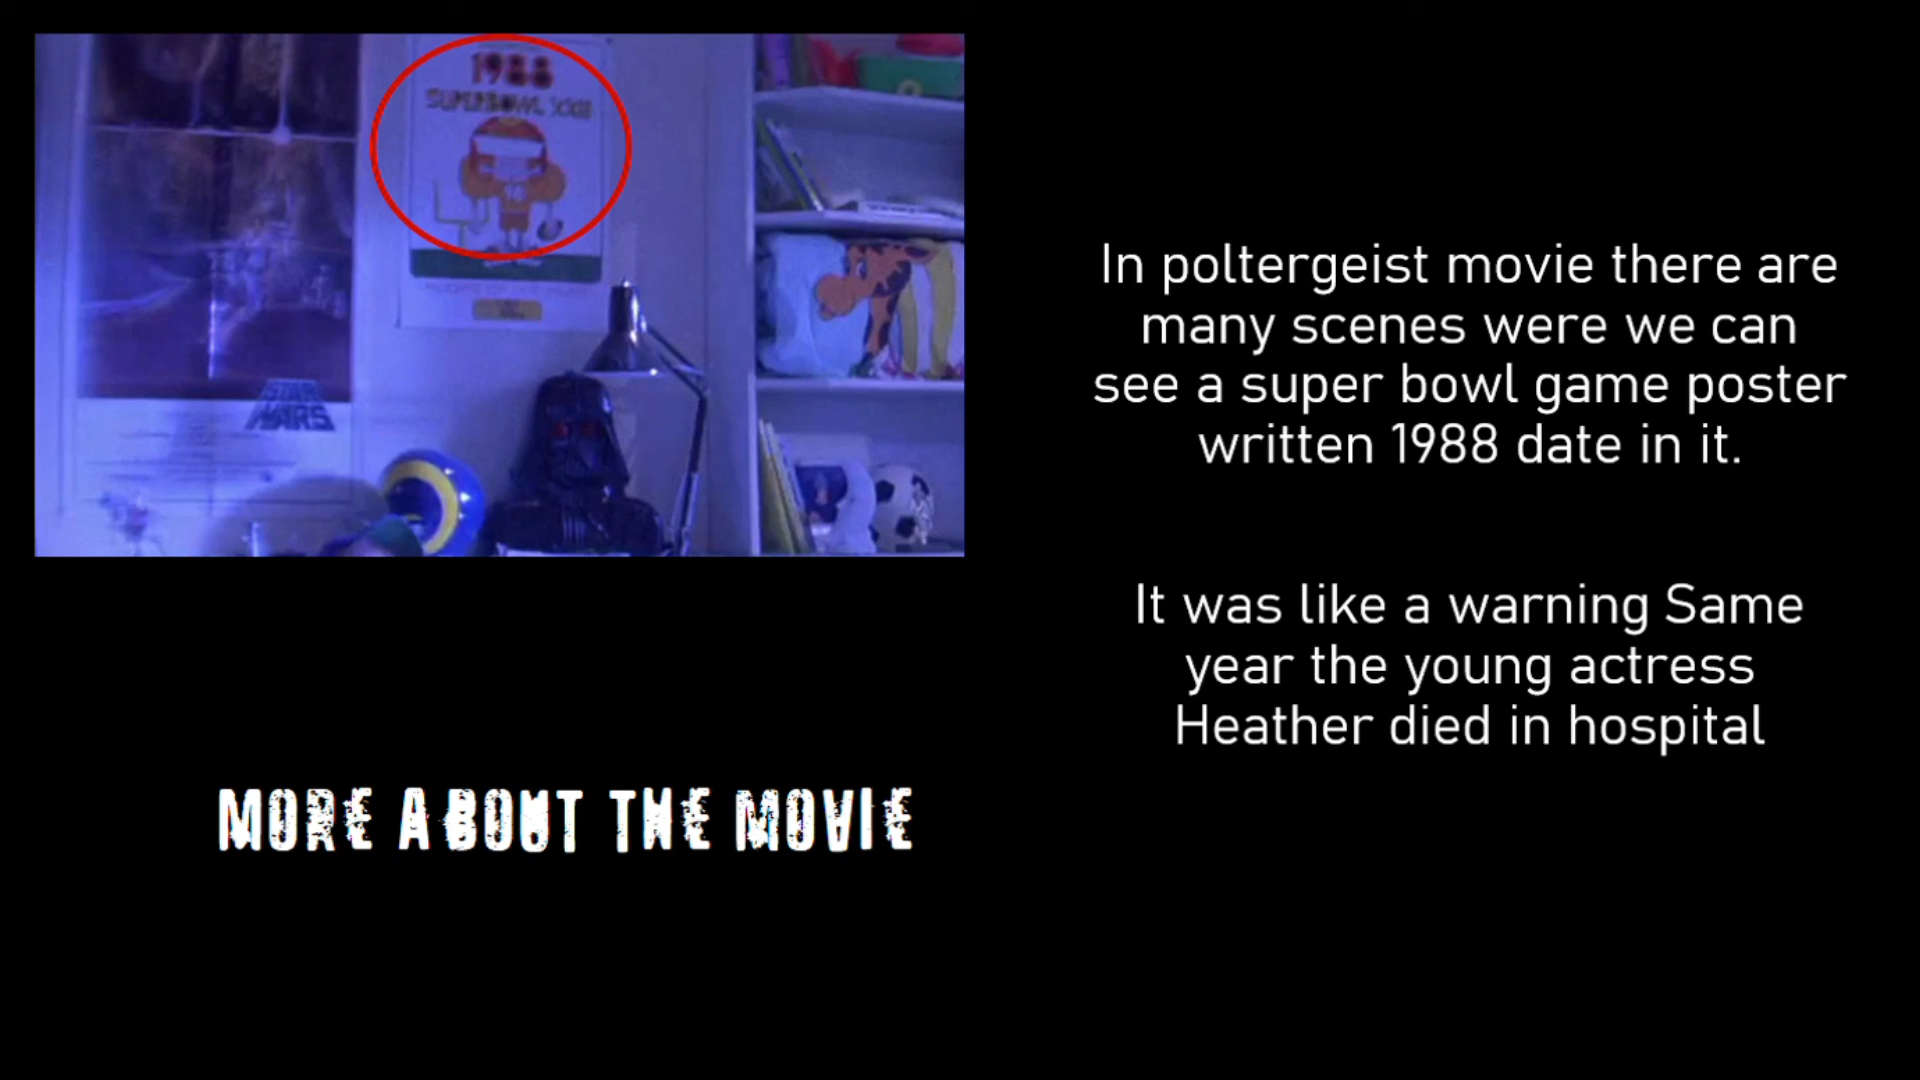 1988
SUPERBOWL XXII
STAR
WARS
In poltergeist movie there are
many scenes were we can
see a super bowl game poster
written 1988 date in it.
It was like a warning Same
year the young actress
Heather died in hospital
MORE ABOUT THE MOVIE